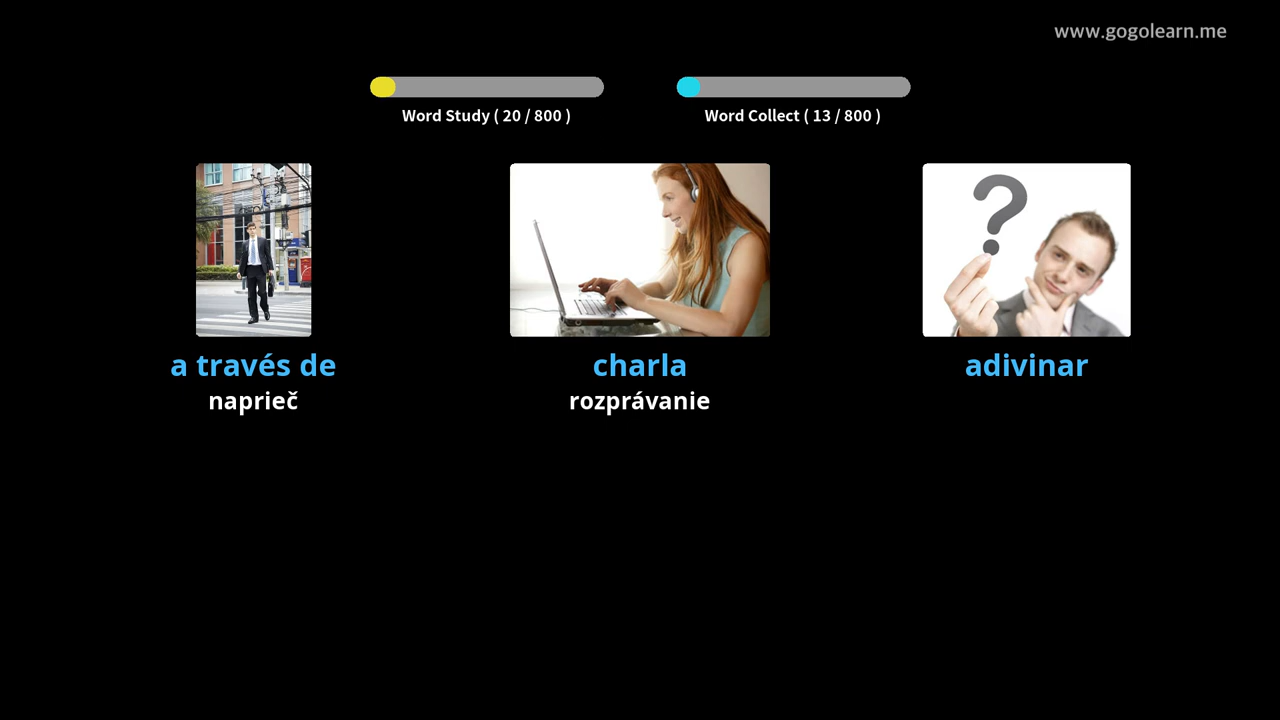 www.gogolearn.me
Word Study ( 20 / 800 )
Word Collect ( 13 / 800 )
a través de
naprieč
charla
rozprávanie
adivinar
?